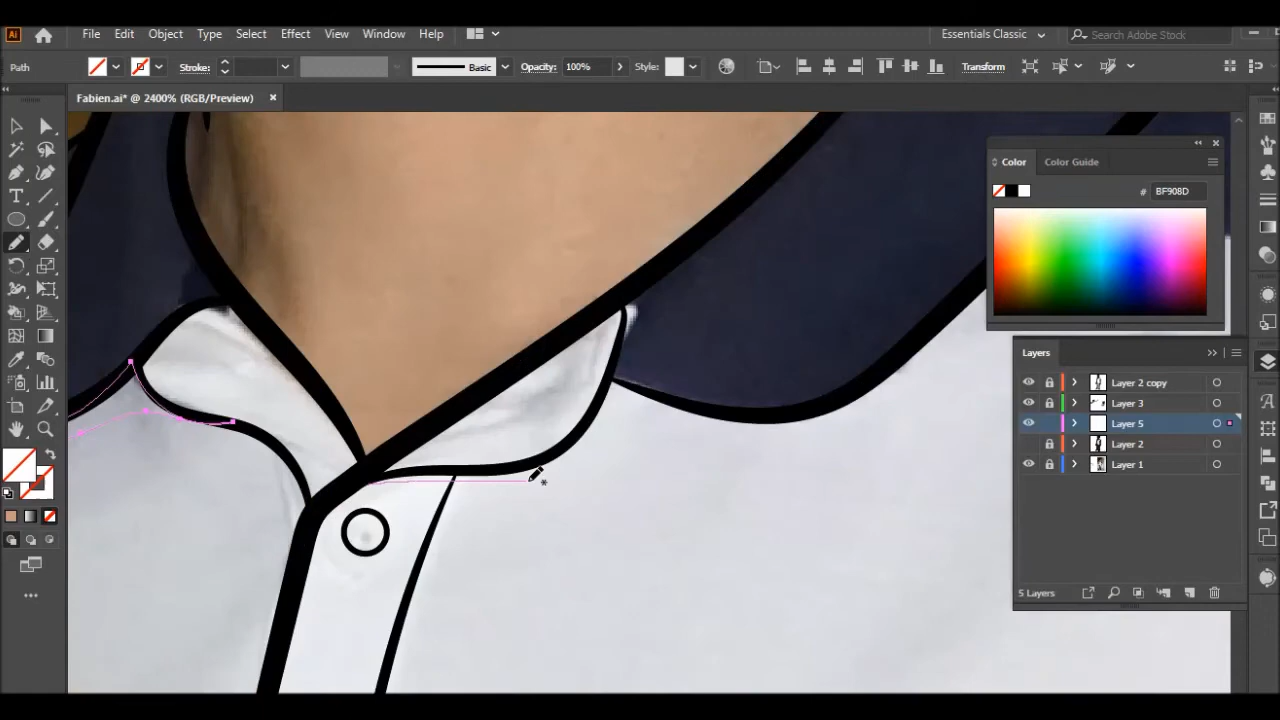 Ai File Edit Object Type Select Effect View Window Help Essentials Classic Search Adobe Stock
Path Stroke: Basic Opacity: 100% Style: Transform
Fabien.ai* @ 2400% (RGB/Preview)
Color Color Guide
# BF908D
Layers
Layer 2 copy
Layer 3
Layer 5
Layer 2
Layer 1
5 Layers